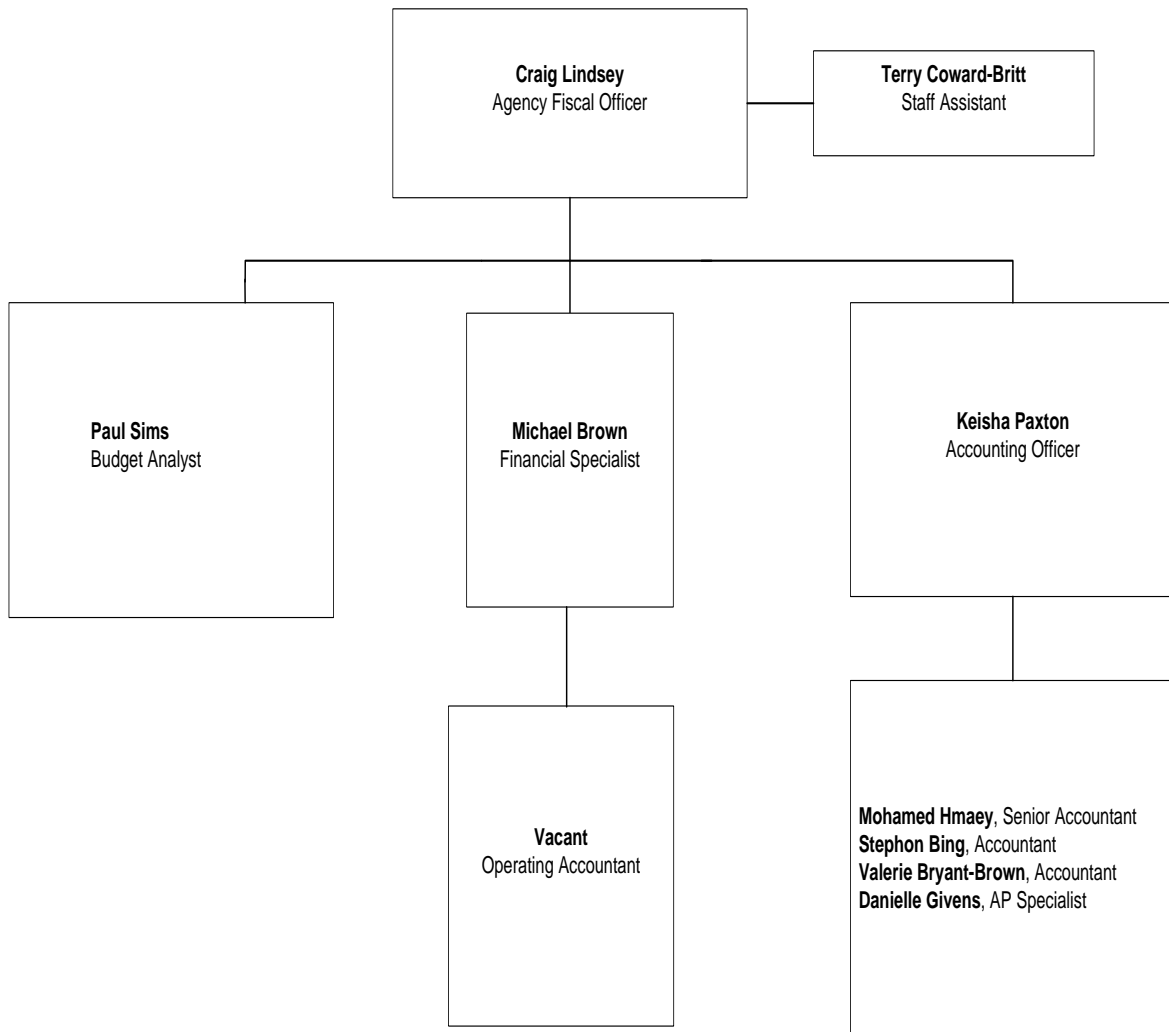 Craig Lindsey
Agency Fiscal Officer
Terry Coward-Britt
Staff Assistant
Paul Sims
Budget Analyst
Michael Brown
Financial Specialist
Keisha Paxton
Accounting Officer
Vacant
Operating Accountant
Mohamed Hmaey, Senior Accountant
Stephon Bing, Accountant
Valerie Bryant-Brown, Accountant
Danielle Givens, AP Specialist